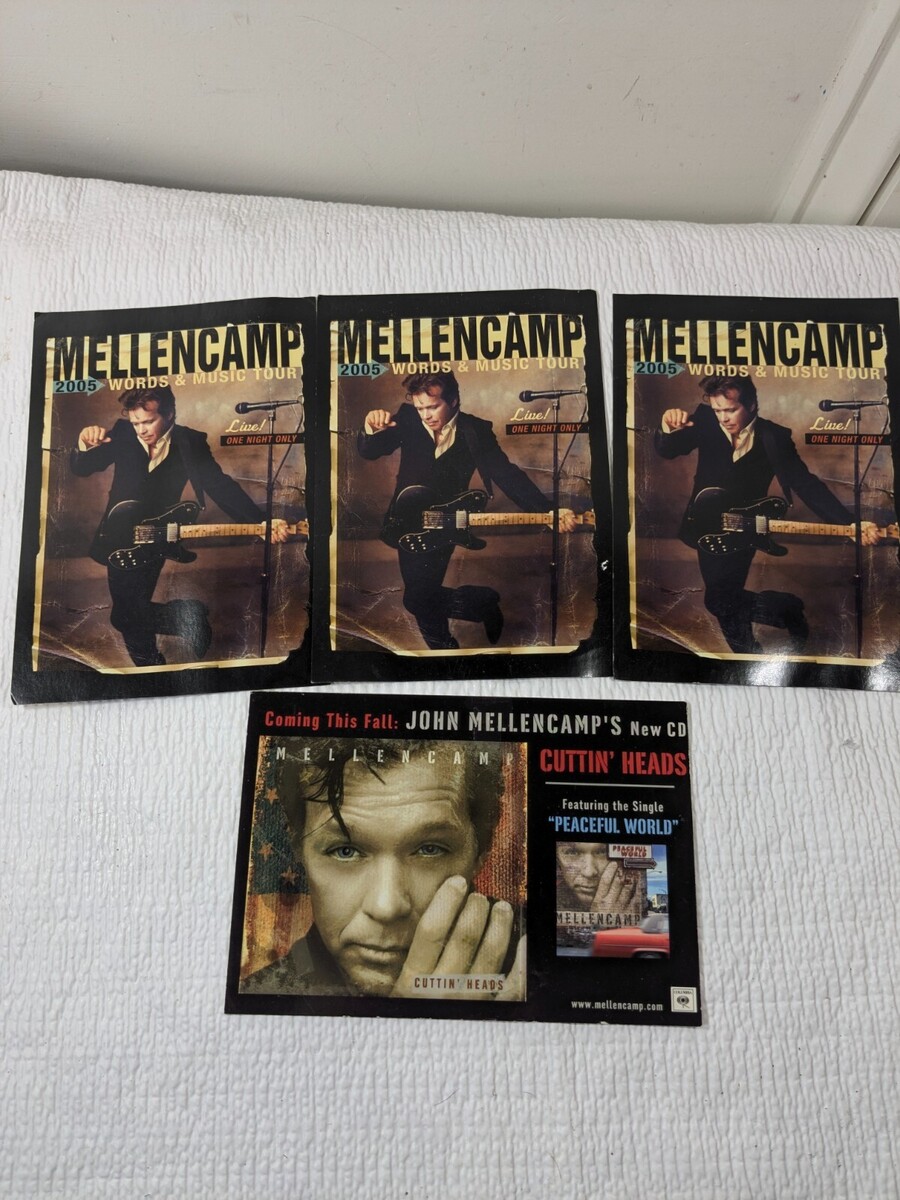 MELLENCAMP
2005 WORDS & MUSIC TOUR
Live!
ONE NIGHT ONLY
MELLENCAMP
2005 WORDS & MUSIC TOUR
Live!
ONE NIGHT ONLY
MELLENCAMP
2005 WORDS & MUSIC TOUR
Live!
ONE NIGHT ONLY
Coming This Fall: JOHN MELLENCAMP'S New CD
MELLENCAMP
CUTTIN' HEADS
CUTTIN' HEADS
Featuring the Single
"PEACEFUL WORLD"
PEACEFUL
WORLD
MELLENCAMP
www.mellencamp.com